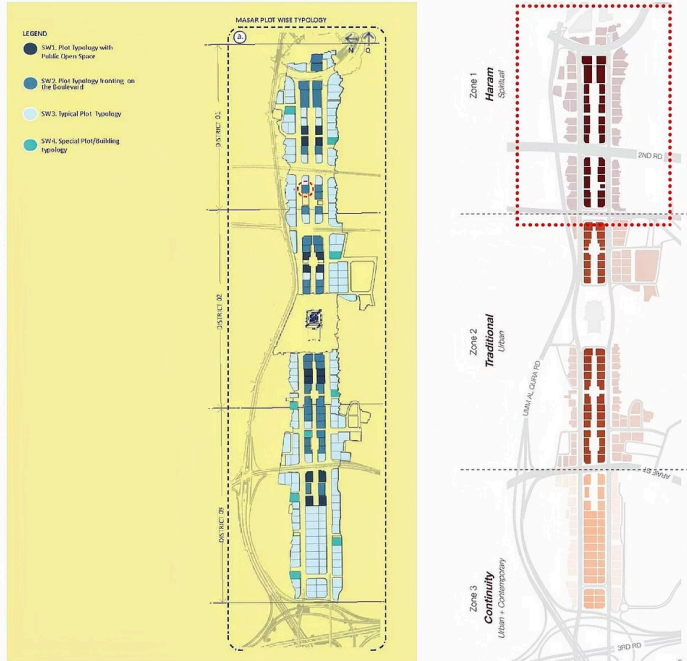 MASAR PLOT WISE TYPOLOGY
LEGEND
SW1. Plot Typology with
Public Open Space
SW2. Plot Typology fronting on
the Boulevard
SW3. Typical Plot Typology
SW4. Special Plot/Building
typology
a.
DISTRICT 01
DISTRICT 02
DISTRICT 03
Zone 1
Haram
Spiritual
2ND RD
Zone 2
Traditional
Urban
UMM AL QURA RD
Zone 3
Continuity
Urban + Contemporary
3RD RD